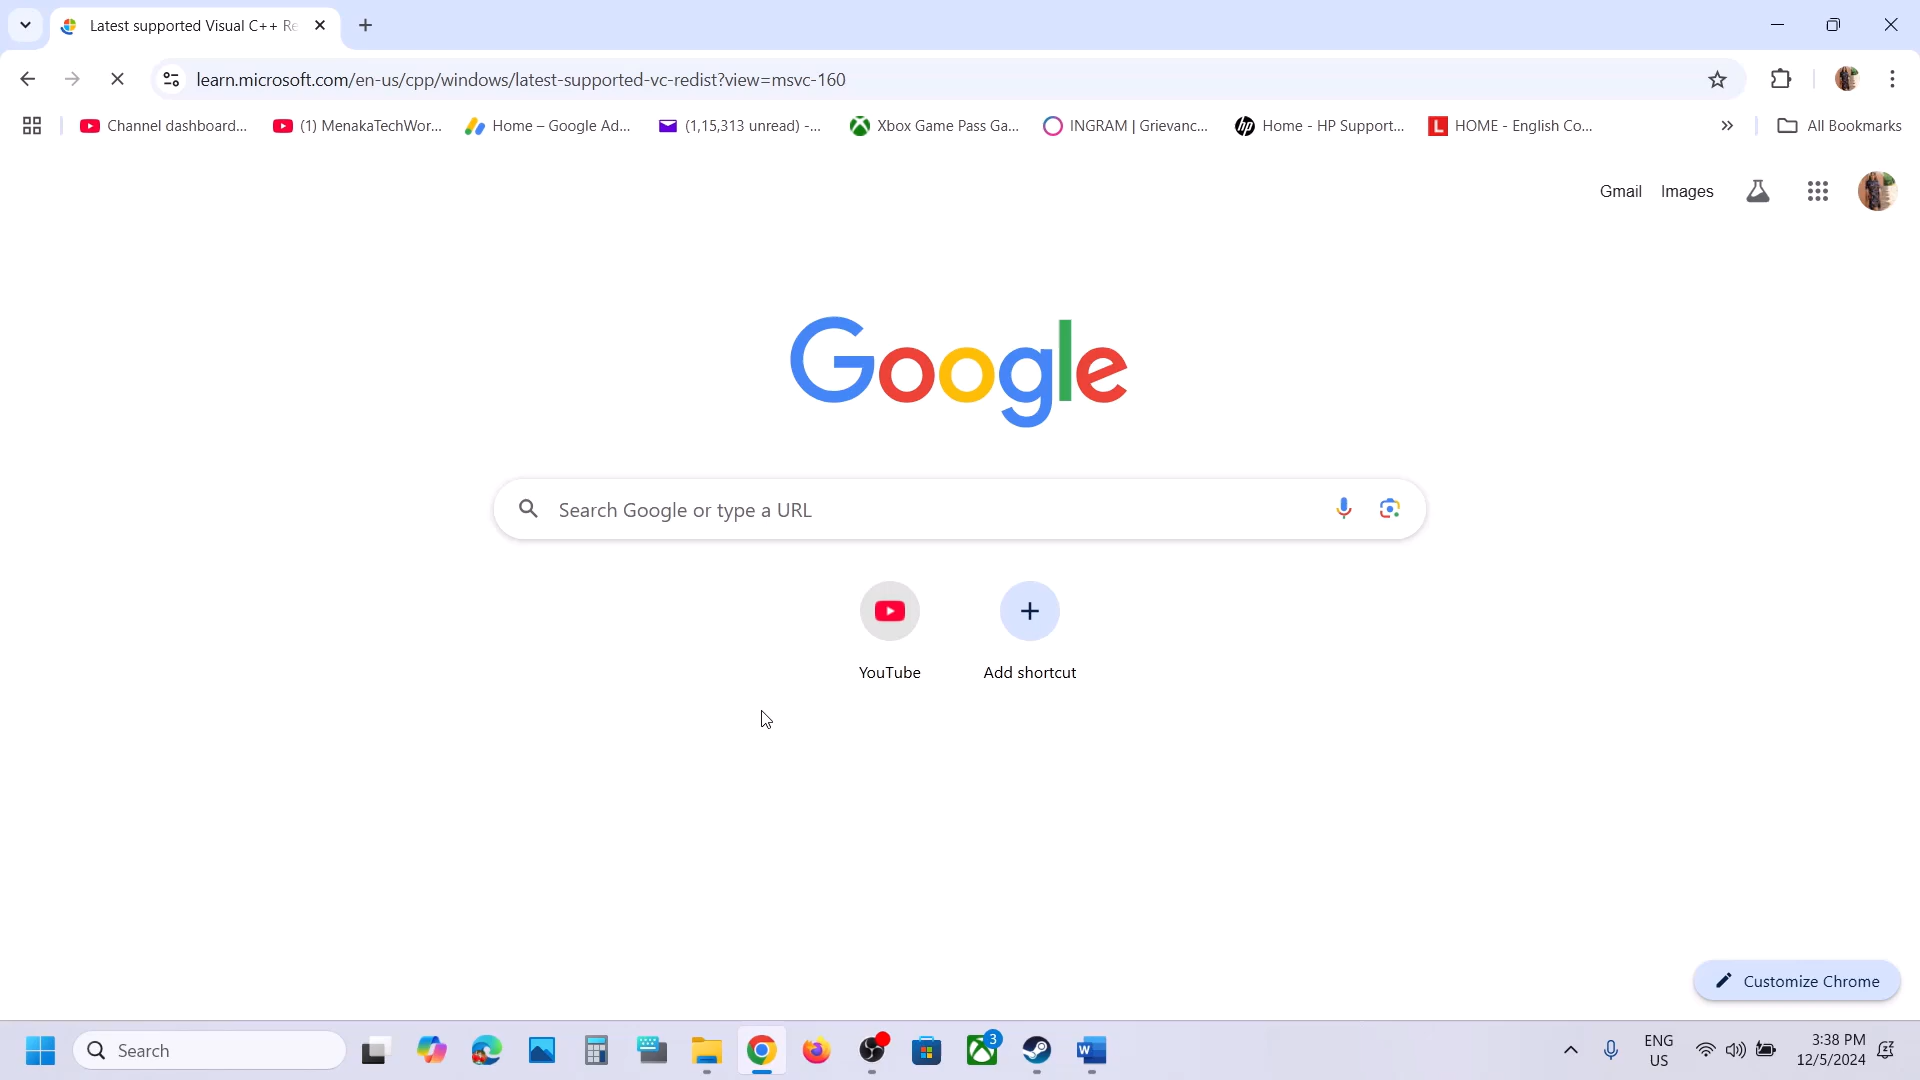 Latest supported Visual C++ Re
learn.microsoft.com/en-us/cpp/windows/latest-supported-vc-redist?view=msvc-160
Channel dashboard... (1) MenakaTechWor... Home – Google Ad... (1,15,313 unread) -... Xbox Game Pass Ga... INGRAM | Grievanc... hp Home - HP Support... L HOME - English Co... » All Bookmarks
Gmail Images
Google
Search Google or type a URL
YouTube Add shortcut
Customize Chrome
Search 3 W ENG 3:38 PM
US 12/5/2024